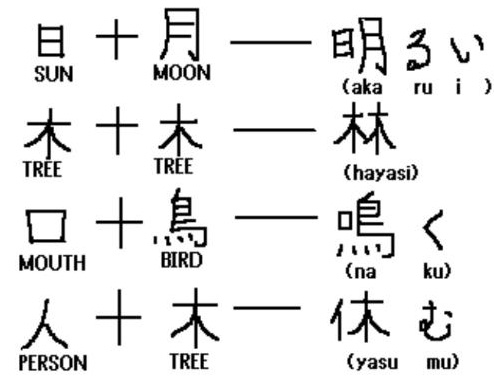 日 + 月 — 明るい
SUN MOON (aka ru i )
木 + 木 — 林
TREE TREE (hayasi)
口 + 鳥 — 鳴く
MOUTH BIRD (na ku)
人 + 木 — 休む
PERSON TREE (yasu mu)